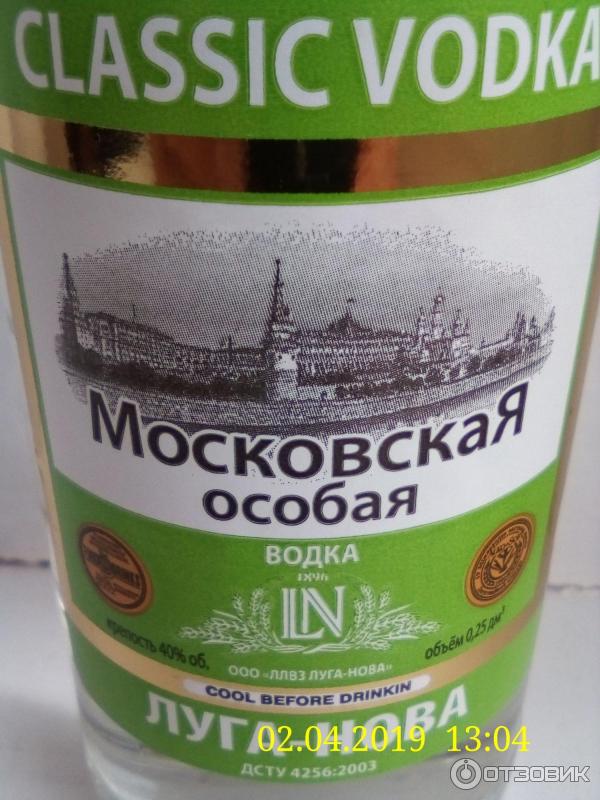 CLASSIC VODKA
МосковскаЯ
особая
ВОДКА
LN
крепость 40% об.
объём 0,25 дм³
ООО «ЛЛВЗ ЛУГА-НОВА»
COOL BEFORE DRINKIN
ЛУГА-НОВА
02.04.2019 13:04
ДСТУ 4256:2003
ОТЗОВИК